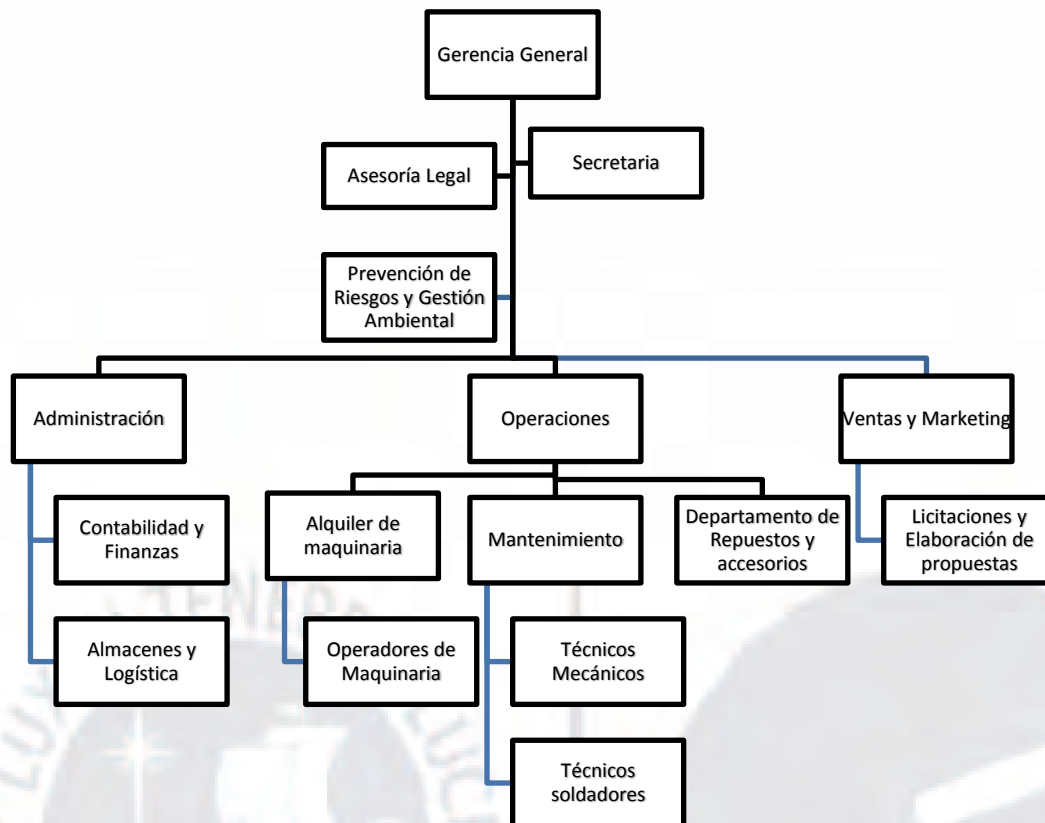 Gerencia General
Secretaria
Asesoría Legal
Prevención de
Riesgos y Gestión
Ambiental
Administración
Operaciones
Ventas y Marketing
Contabilidad y
Finanzas
Almacenes y
Logística
Alquiler de
maquinaria
Operadores de
Maquinaria
Mantenimiento
Técnicos
Mecánicos
Técnicos
soldadores
Departamento de
Repuestos y
accesorios
Licitaciones y
Elaboración de
propuestas